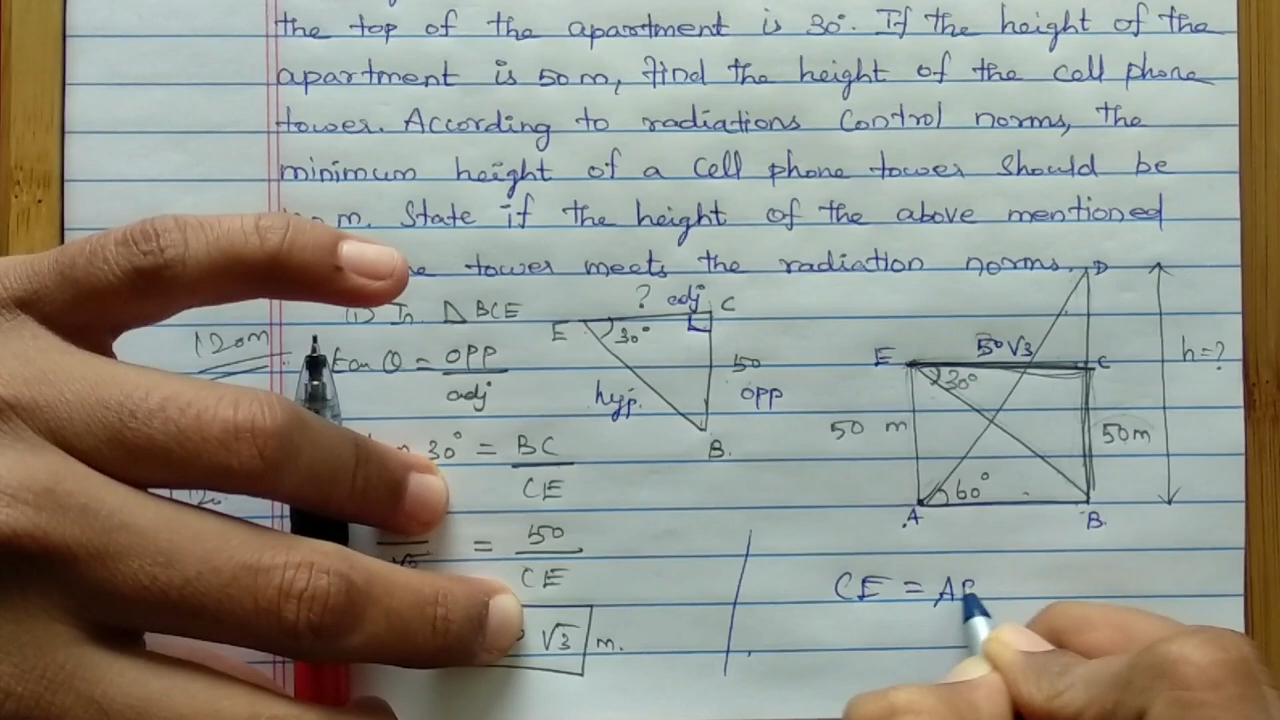 the top of the apartment is 30°. If the height of the
apartment is 50 m, find the height of the cell phone
tower. According to radiations control norms, the
minimum height of a cell phone tower should be
m. State if the height of the above mentioned
tower meets the radiation norms.
(i) In △ BCE
120m
tan θ = opp
adj
30° = BC
CE
= 50
CE
√3 m.
? adj C
E 30°
50
opp
hyp.
B.
D
h=?
E 50√3 C
30°
50 m
50m
60°
A B
CE = AB